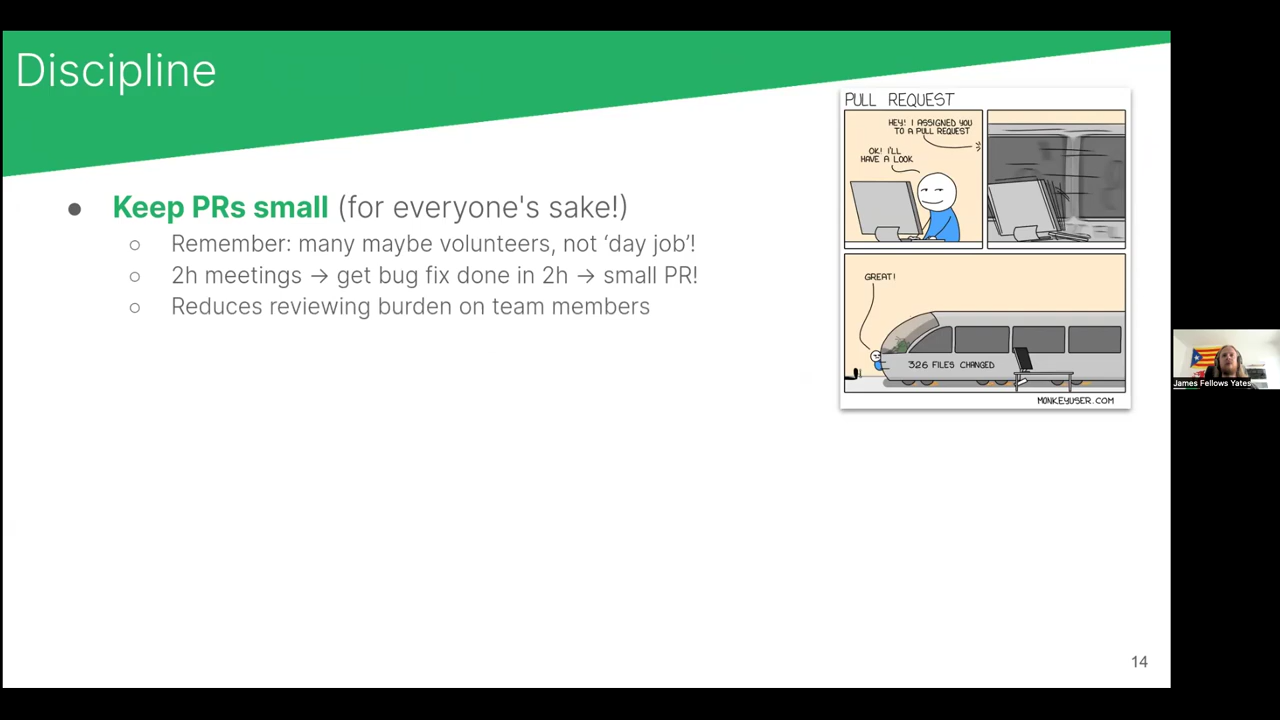 Discipline
● Keep PRs small (for everyone's sake!)
○ Remember: many maybe volunteers, not ‘day job’!
○ 2h meetings → get bug fix done in 2h → small PR!
○ Reduces reviewing burden on team members
PULL REQUEST
HEY! I ASSIGNED YOU
TO A PULL REQUEST
OK! I'LL
HAVE A LOOK
GREAT!
326 FILES CHANGED
MONKEYUSER.COM
James Fellows Yates
14